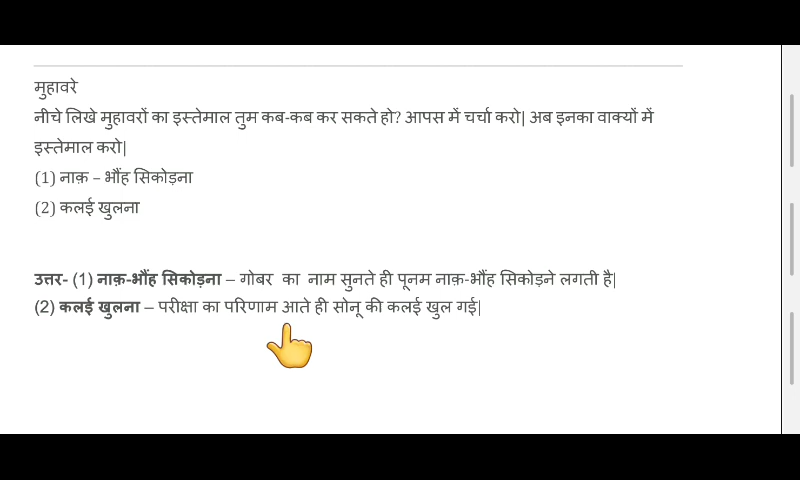 मुहावरे
नीचे लिखे मुहावरों का इस्तेमाल तुम कब-कब कर सकते हो? आपस में चर्चा करो| अब इनका वाक्यों में
इस्तेमाल करो|
(1) नाक़ – भौंह सिकोड़ना
(2) कलई खुलना
उत्तर- (1) नाक़-भौंह सिकोड़ना – गोबर का नाम सुनते ही पूनम नाक़-भौंह सिकोड़ने लगती है|
(2) कलई खुलना – परीक्षा का परिणाम आते ही सोनू की कलई खुल गई|